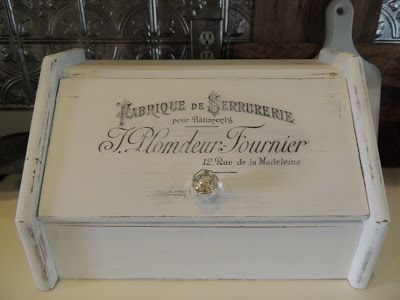 FABRIQUE DE SERRURERIE
pour Bâtiments
J. Plomdeur-Fournier
12, Rue de la Madeleine